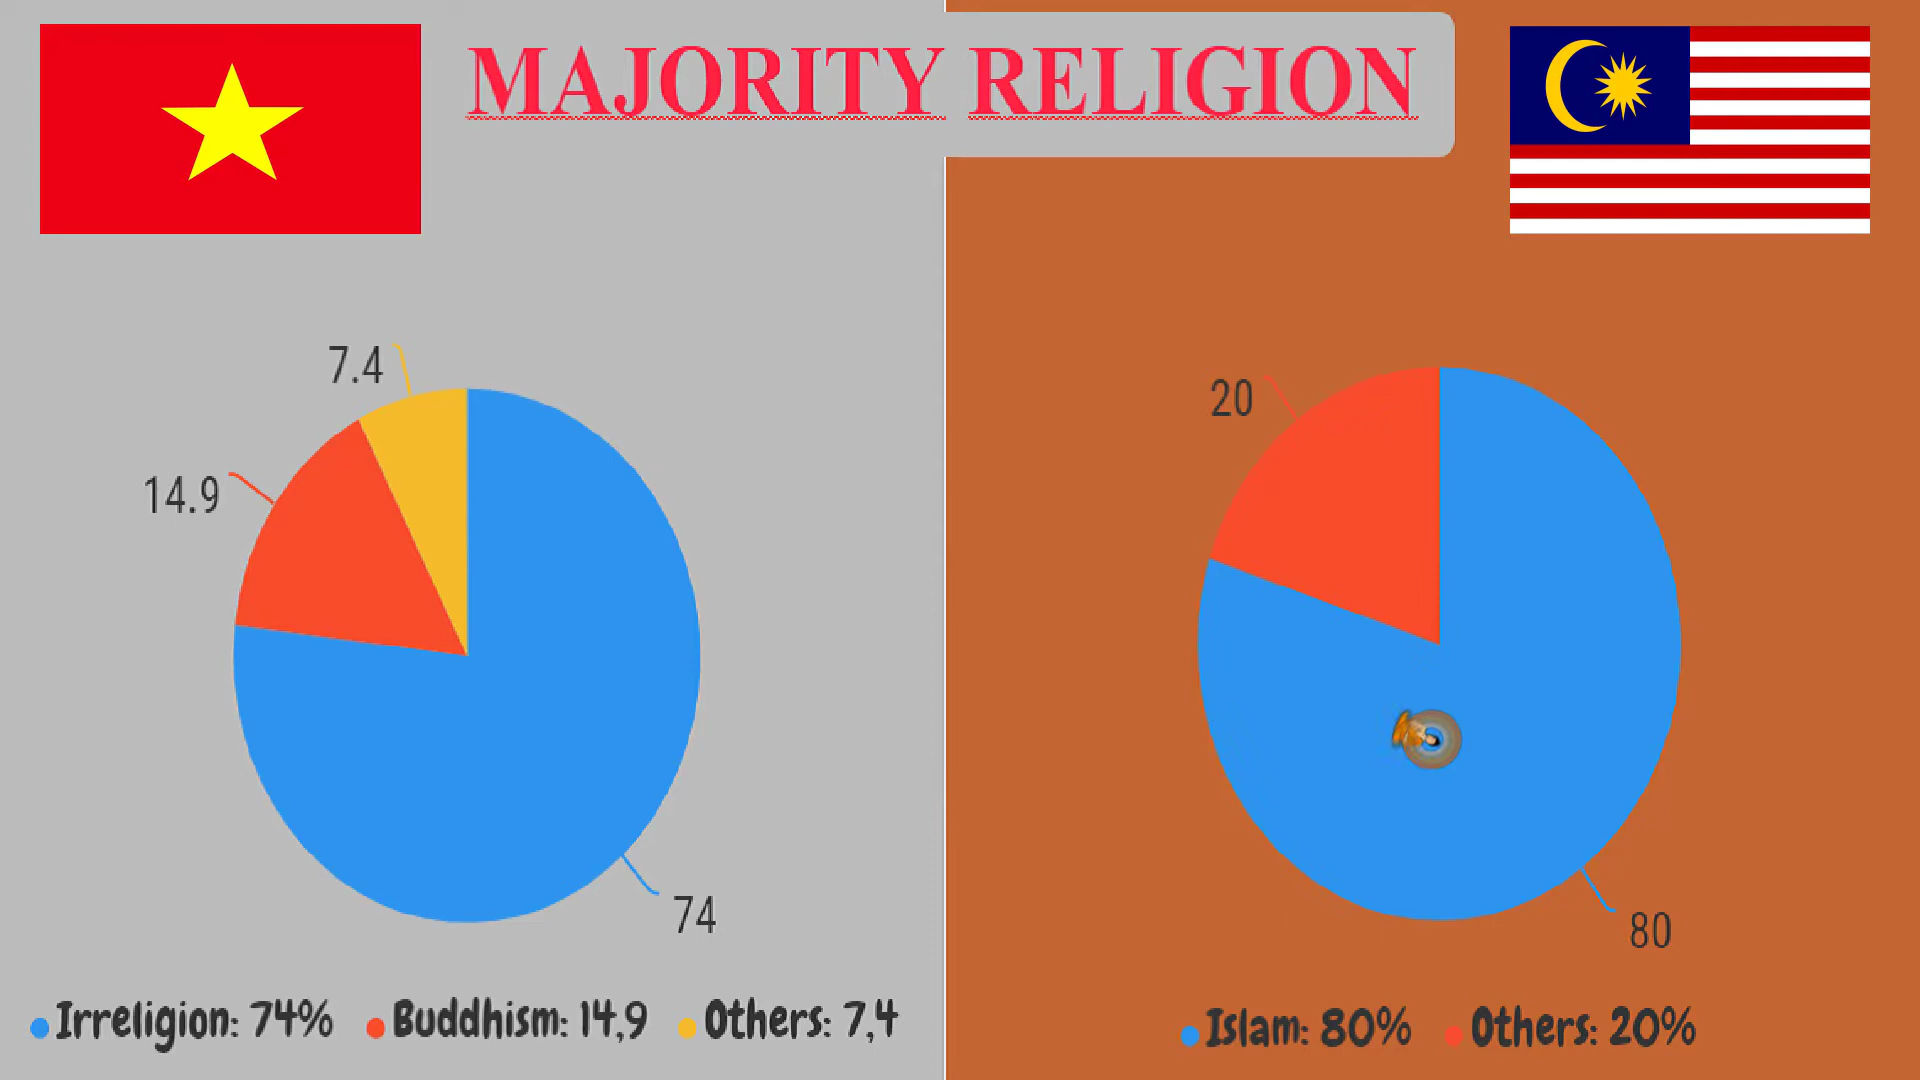 MAJORITY RELIGION
7.4
14.9
74
Irreligion: 74% Buddhism: 14,9 Others: 7,4
20
80
Islam: 80% Others: 20%